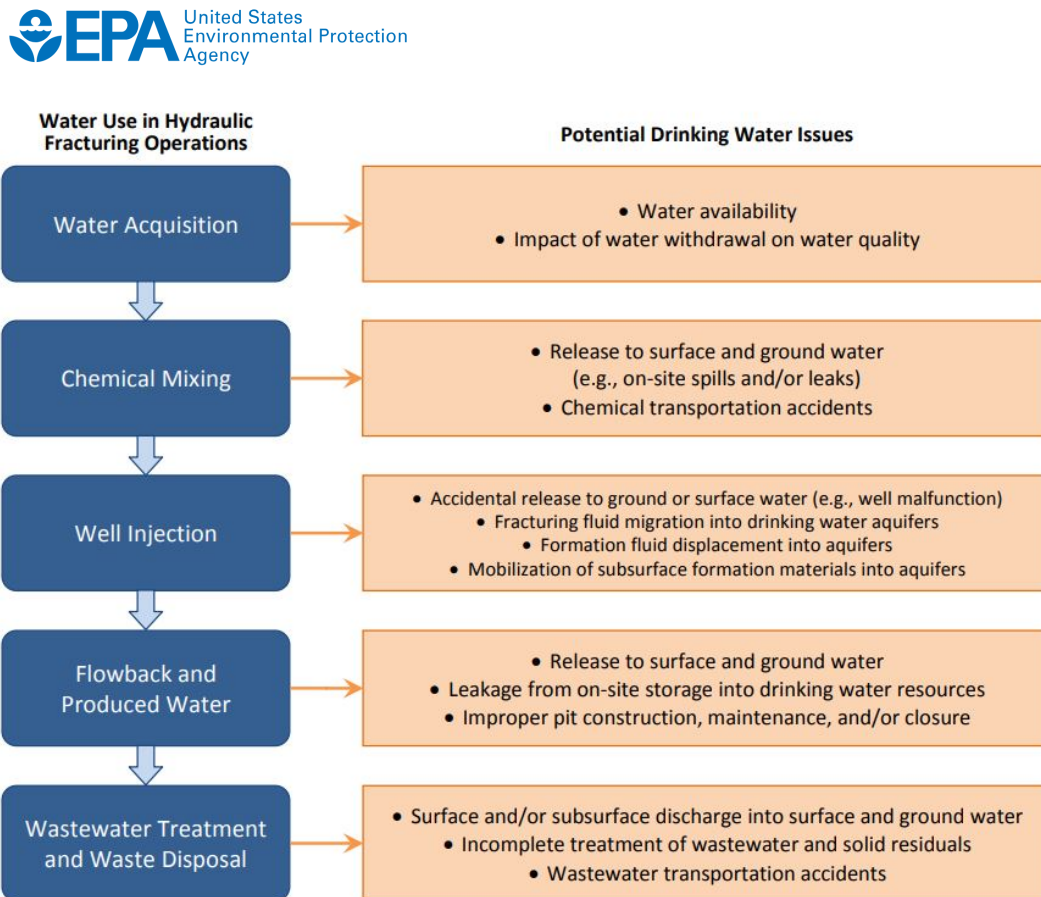 EPA
United States
Environmental Protection
Agency
Water Use in Hydraulic
Fracturing Operations
Potential Drinking Water Issues
Water Acquisition
• Water availability
• Impact of water withdrawal on water quality
Chemical Mixing
• Release to surface and ground water
(e.g., on-site spills and/or leaks)
• Chemical transportation accidents
Well Injection
• Accidental release to ground or surface water (e.g., well malfunction)
• Fracturing fluid migration into drinking water aquifers
• Formation fluid displacement into aquifers
• Mobilization of subsurface formation materials into aquifers
Flowback and
Produced Water
• Release to surface and ground water
• Leakage from on-site storage into drinking water resources
• Improper pit construction, maintenance, and/or closure
Wastewater Treatment
and Waste Disposal
• Surface and/or subsurface discharge into surface and ground water
• Incomplete treatment of wastewater and solid residuals
• Wastewater transportation accidents